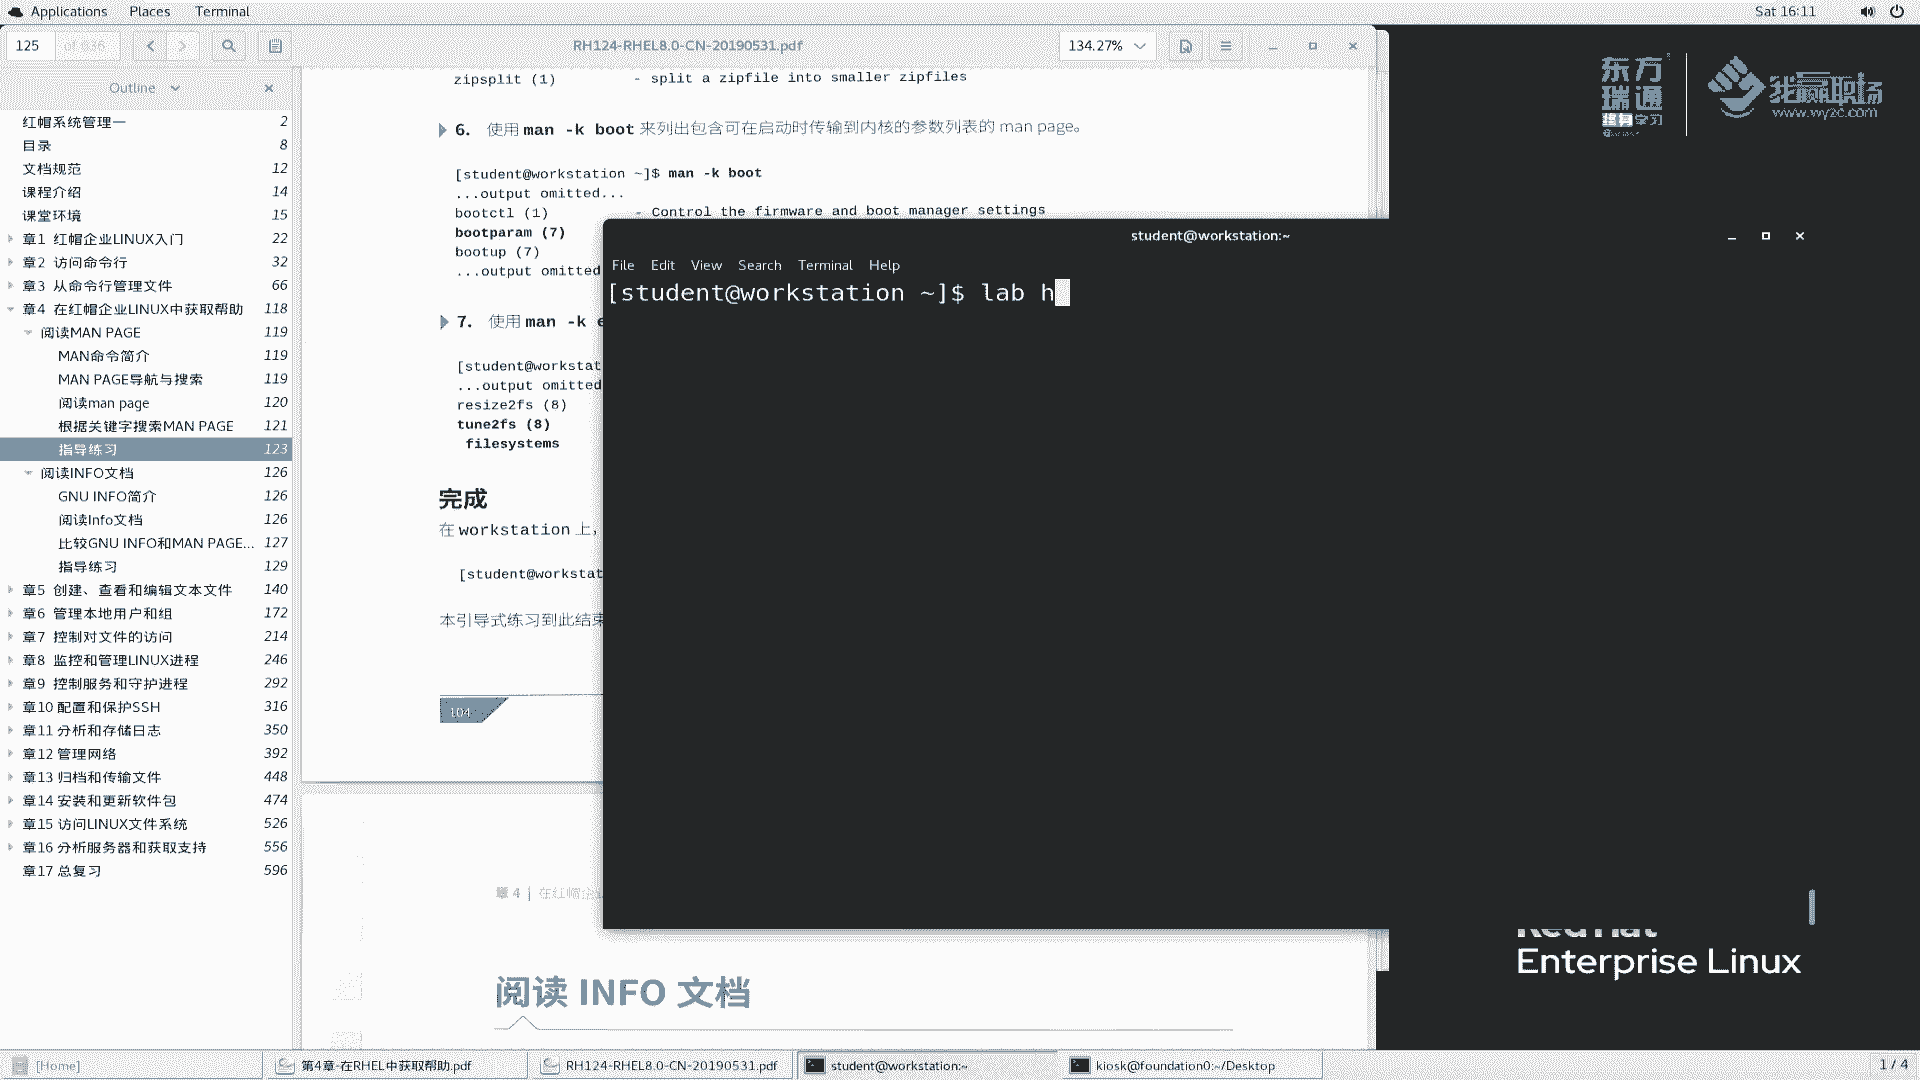 Applications Places Terminal Sat 16:11
125 of 636 RH124-RHEL8.0-CN-20190531.pdf 134.27%
Outline
红帽系统管理一 2
目录 8
文档规范 12
课程介绍 14
课堂环境 15
章1 红帽企业LINUX入门 22
章2 访问命令行 32
章3 从命令行管理文件 66
章4 在红帽企业LINUX中获取帮助 118
阅读MAN PAGE 119
MAN命令简介 119
MAN PAGE导航与搜索 119
阅读man page 120
根据关键字搜索MAN PAGE 121
指导练习 123
阅读INFO文档 126
GNU INFO简介 126
阅读Info文档 126
比较GNU INFO和MAN PAGE... 127
指导练习 129
章5 创建、查看和编辑文本文件 140
章6 管理本地用户和组 172
章7 控制对文件的访问 214
章8 监控和管理LINUX进程 246
章9 控制服务和守护进程 292
章10 配置和保护SSH 316
章11 分析和存储日志 350
章12 管理网络 392
章13 归档和传输文件 448
章14 安装和更新软件包 474
章15 访问LINUX文件系统 526
章16 分析服务器和获取支持 556
章17 总复习 596
zipsplit (1) - split a zipfile into smaller zipfiles
6. 使用 man -k boot 来列出包含可在启动时传输到内核的参数列表的 man page。
[student@workstation ~]$ man -k boot
...output omitted...
bootctl (1) - Control the firmware and boot manager settings
bootparam (7)
bootup (7)
...output omitted
7. 使用 man -k e
[student@workstat
...output omitted
resize2fs (8)
tune2fs (8)
filesystems
完成
在 workstation 上，
[student@workstat
本引导式练习到此结束
104
章 4 | 在红帽企
阅读 INFO 文档
student@workstation:~
File Edit View Search Terminal Help
[student@workstation ~]$ lab h
东方
瑞通
终身学习
我赢职场
www.wyzc.com
Red Hat
Enterprise Linux
[Home] 第4章-在RHEL中获取帮助.pdf RH124-RHEL8.0-CN-20190531.pdf student@workstation:~ kiosk@foundation0:~/Desktop 1 / 4